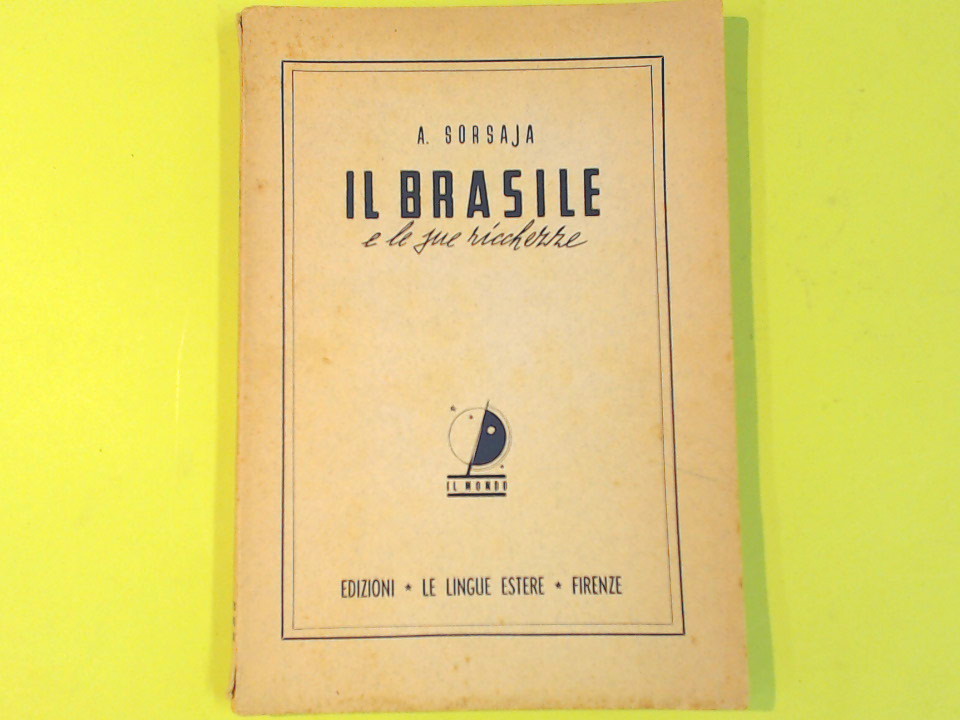 A. SORSAJA
IL BRASILE
e le sue ricchezze
IL MONDO
EDIZIONI * LE LINGUE ESTERE * FIRENZE